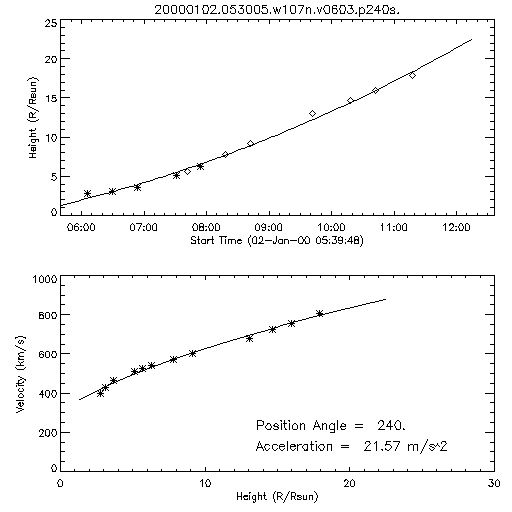 20000102.053005.w107n.v0603.p240s.
Height (R/Rsun)
25
20
15
10
5
0
06:00 07:00 08:00 09:00 10:00 11:00 12:00
Start Time (02-Jan-00 05:39:48)
Velocity (km/s)
1000
800
600
400
200
0
Position Angle = 240.
Acceleration = 21.57 m/s^2
0 10 20 30
Height (R/Rsun)